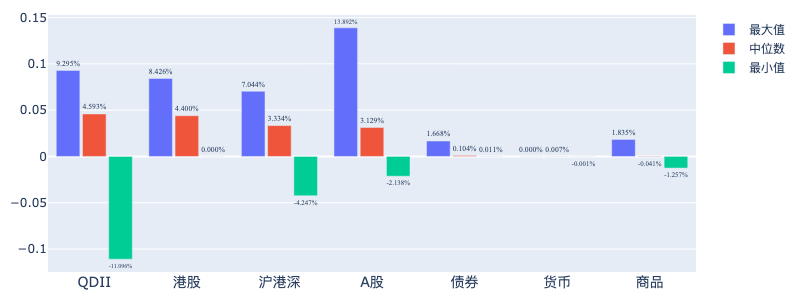 0.15
0.1
0.05
0
−0.05
−0.1
9.295%
4.593%
-11.096%
8.426%
4.400%
0.000%
7.044%
3.334%
-4.247%
13.892%
3.129%
-2.138%
1.668%
0.104%
0.011%
0.000%
0.007%
-0.001%
1.835%
-0.041%
-1.257%
QDII
港股
沪港深
A股
债券
货币
商品
最大值
中位数
最小值